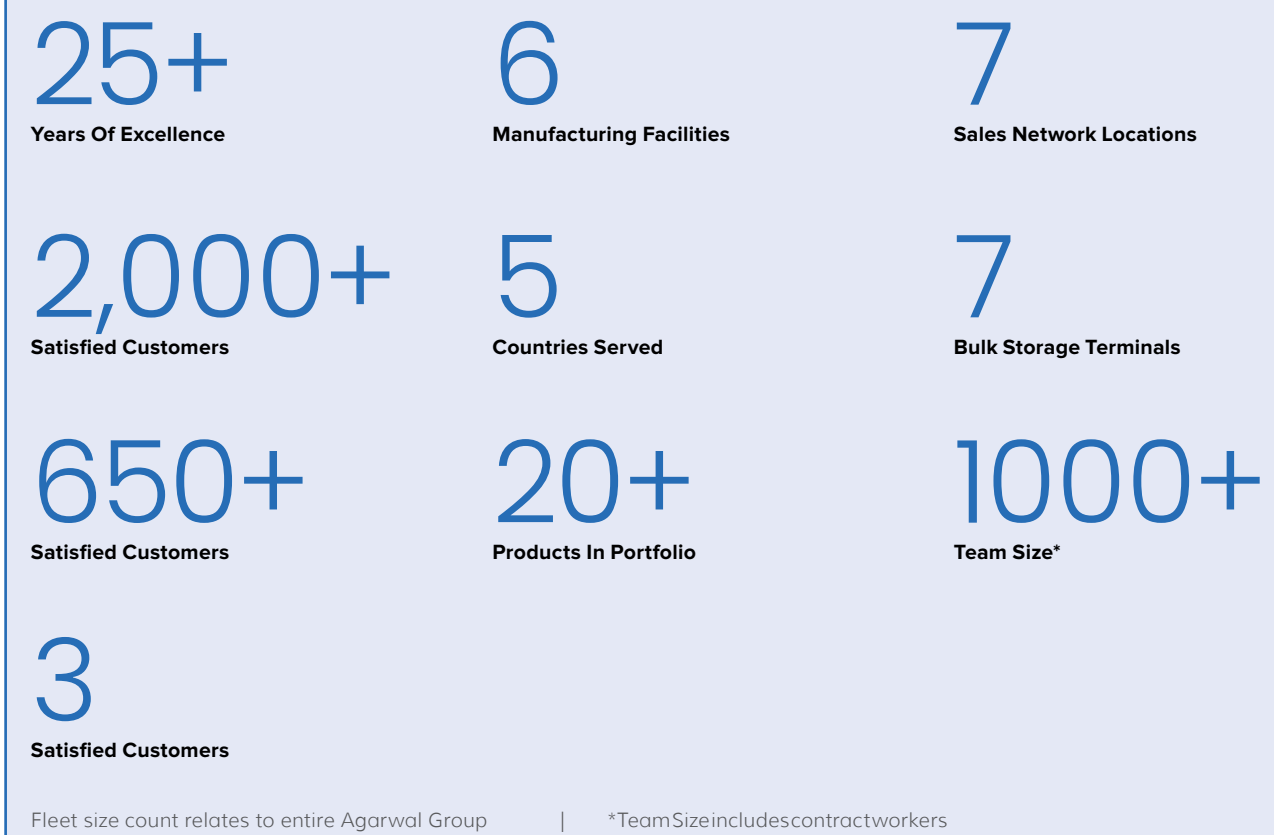 25+
Years Of Excellence
6
Manufacturing Facilities
7
Sales Network Locations
2,000+
Satisfied Customers
5
Countries Served
7
Bulk Storage Terminals
650+
Satisfied Customers
20+
Products In Portfolio
1000+
Team Size*
3
Satisfied Customers
Fleet size count relates to entire Agarwal Group | *TeamSizeincludescontractworkers